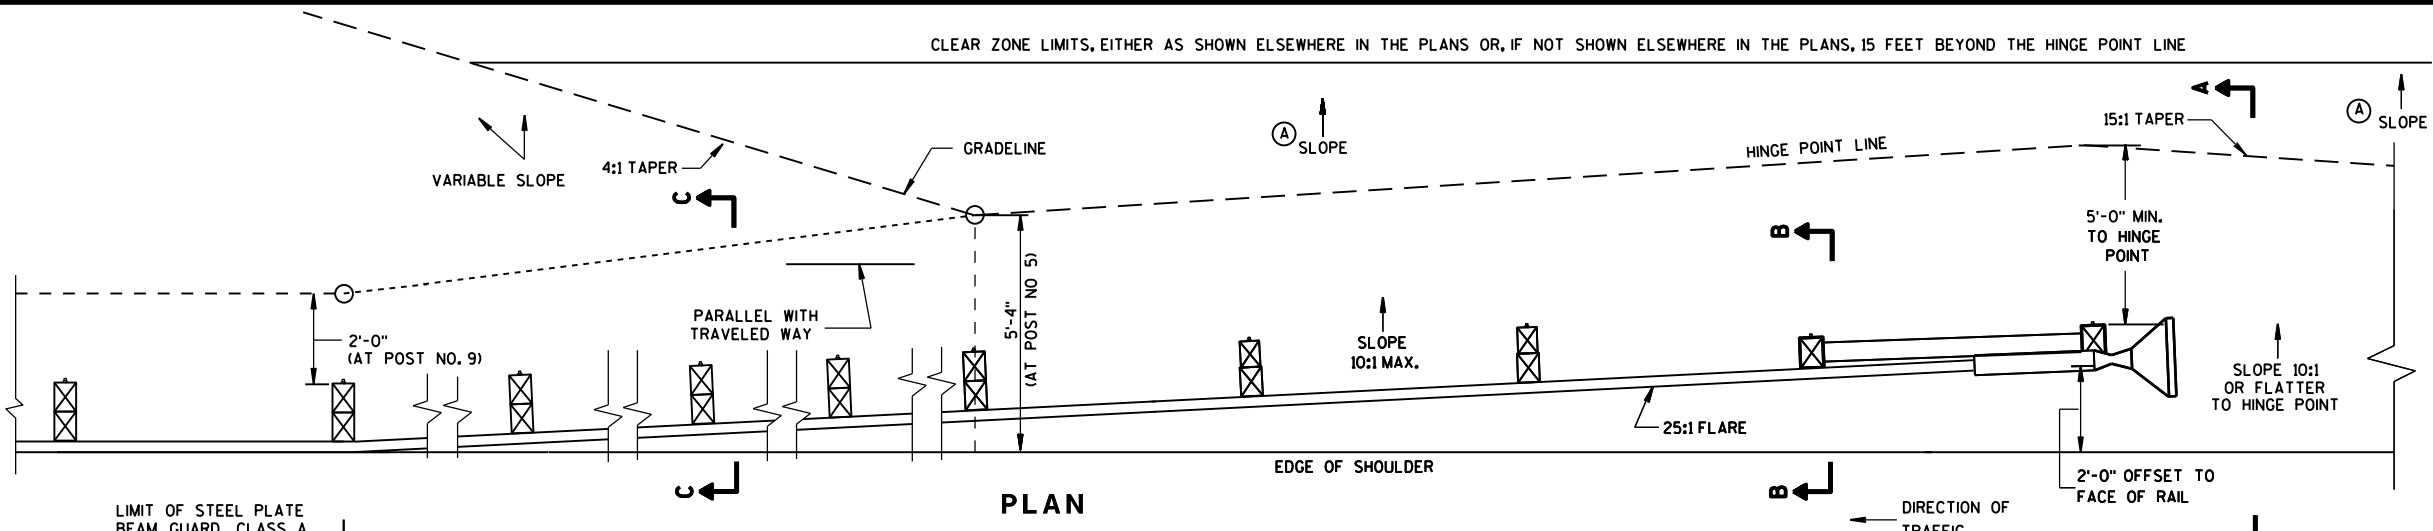 CLEAR ZONE LIMITS, EITHER AS SHOWN ELSEWHERE IN THE PLANS OR, IF NOT SHOWN ELSEWHERE IN THE PLANS, 15 FEET BEYOND THE HINGE POINT LINE
A
15:1 TAPER
A
SLOPE
A
SLOPE
GRADELINE
HINGE POINT LINE
4:1 TAPER
VARIABLE SLOPE
C
B
5'-0" MIN.
TO HINGE
POINT
5'-4"
(AT POST NO 5)
PARALLEL WITH
TRAVELED WAY
2'-0"
(AT POST NO. 9)
SLOPE
10:1 MAX.
SLOPE 10:1
OR FLATTER
TO HINGE POINT
25:1 FLARE
EDGE OF SHOULDER
2'-0" OFFSET TO
FACE OF RAIL
C
B
PLAN
LIMIT OF STEEL PLATE
BEAM GUARD, CLASS A
DIRECTION OF
TRAFFIC